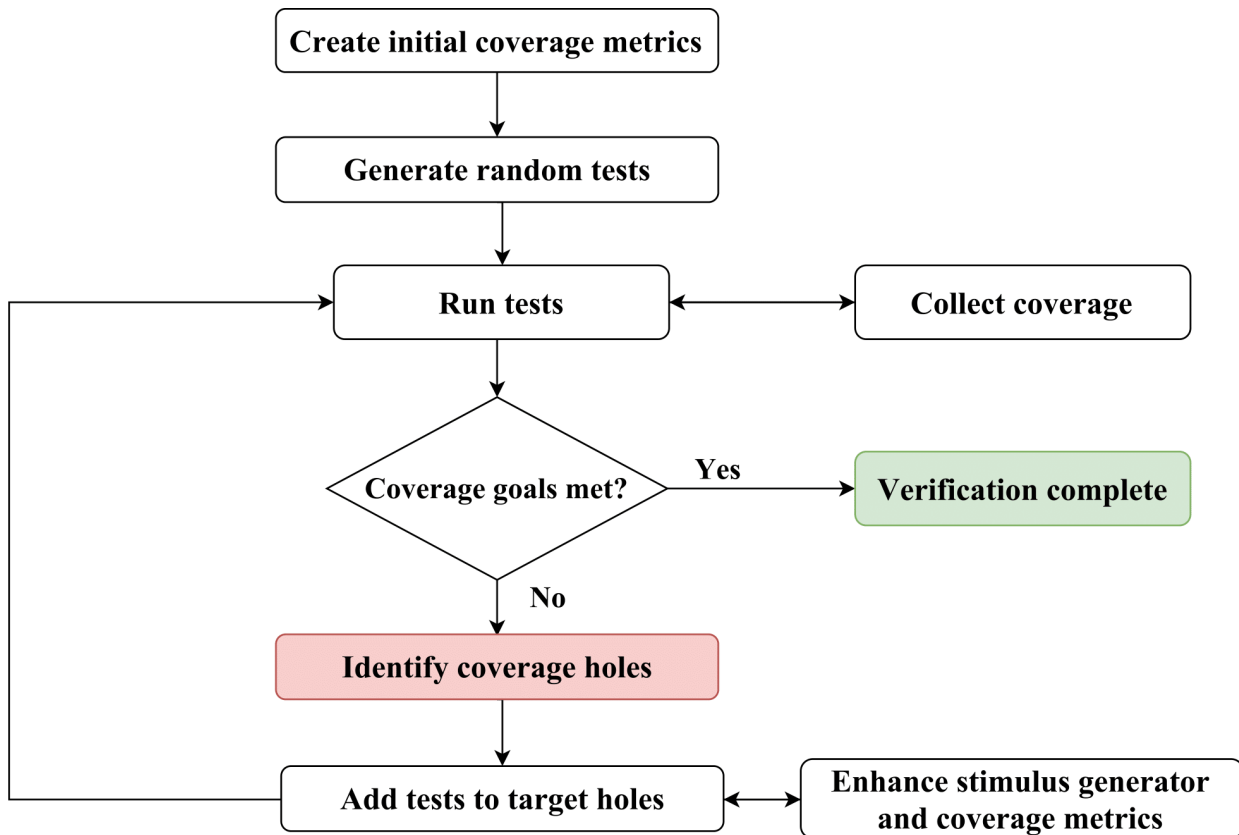 Create initial coverage metrics
Generate random tests
Run tests
Collect coverage
Coverage goals met?
Yes
Verification complete
No
Identify coverage holes
Add tests to target holes
Enhance stimulus generator
and coverage metrics